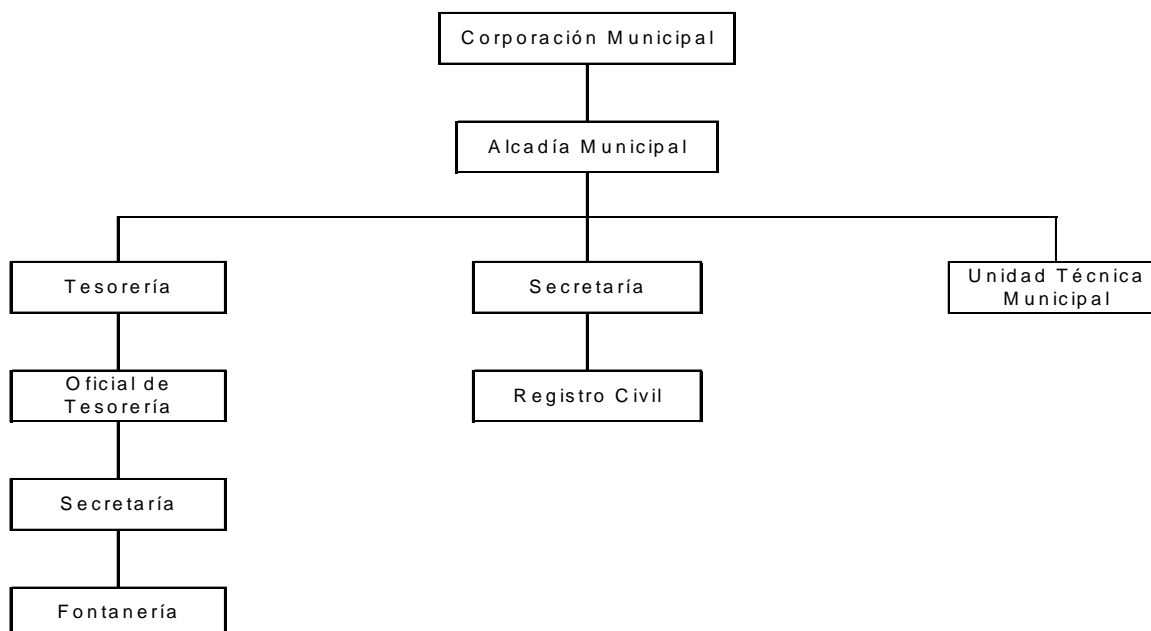 Corporación Municipal
Alcadía Municipal
Tesorería
Secretaría
Unidad Técnica
Municipal
Oficial de
Tesorería
Registro Civil
Secretaría
Fontanería